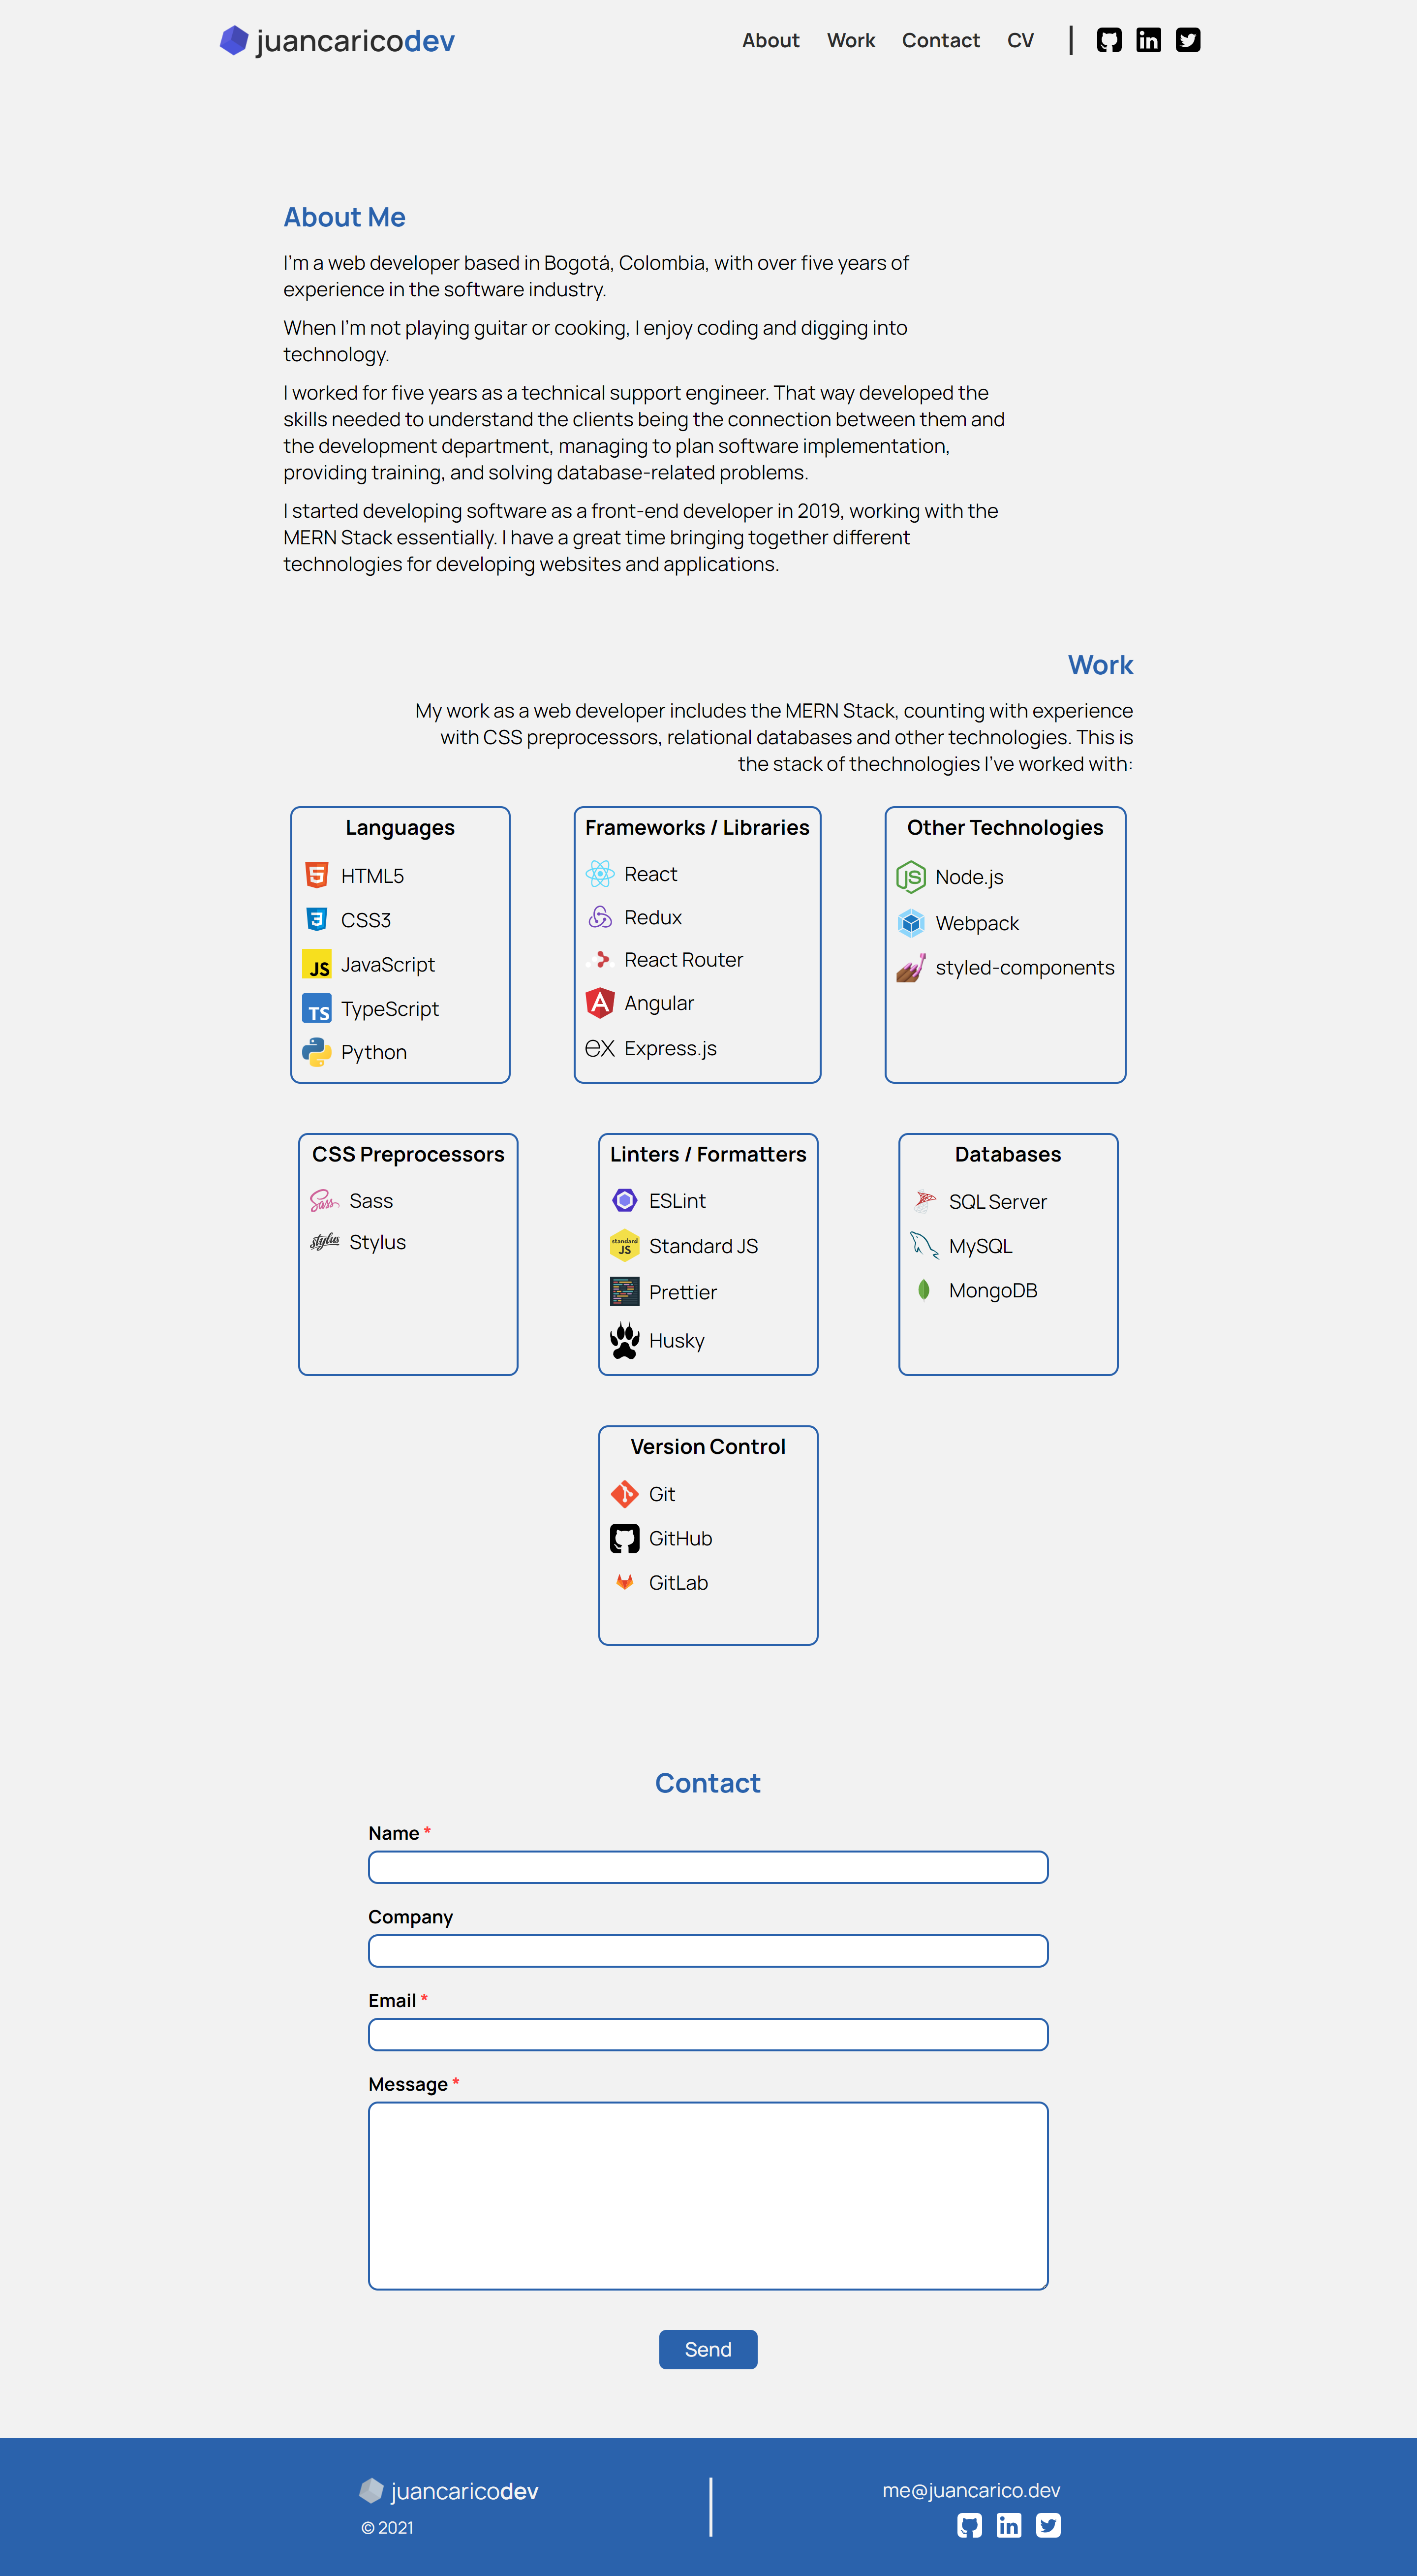 juancaricodev
About Work Contact CV
About Me
I'm a web developer based in Bogotá, Colombia, with over five years of
experience in the software industry.
When I'm not playing guitar or cooking, I enjoy coding and digging into
technology.
I worked for five years as a technical support engineer. That way developed the
skills needed to understand the clients being the connection between them and
the development department, managing to plan software implementation,
providing training, and solving database-related problems.
I started developing software as a front-end developer in 2019, working with the
MERN Stack essentially. I have a great time bringing together different
technologies for developing websites and applications.
Work
My work as a web developer includes the MERN Stack, counting with experience
with CSS preprocessors, relational databases and other technologies. This is
the stack of thechnologies I've worked with:
Languages
HTML5
CSS3
JS JavaScript
TS TypeScript
Python
Frameworks / Libraries
React
Redux
React Router
Angular
ex Express.js
Other Technologies
JS Node.js
Webpack
styled-components
CSS Preprocessors
Sass Sass
stylus Stylus
Linters / Formatters
ESLint
standard JS Standard JS
Prettier
Husky
Databases
SQL Server
MySQL
MongoDB
Version Control
Git
GitHub
GitLab
Contact
Name *
Company
Email *
Message *
Send
juancaricodev
© 2021
me@juancarico.dev